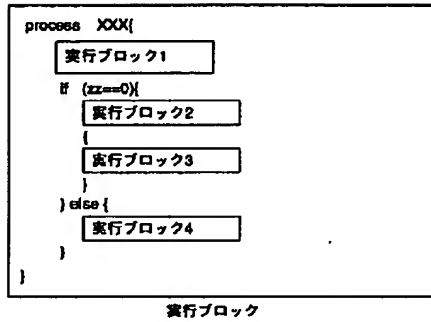 process XXX{
実行ブロック1
if (zz==0){
実行ブロック2
{
実行ブロック3
}
} else {
実行ブロック4
}
}
実行ブロック